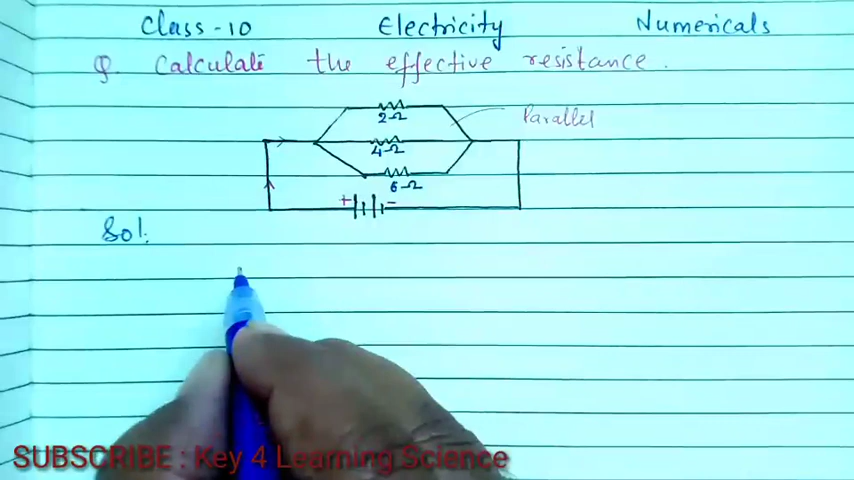 Class-10 Electricity Numericals
Q. Calculate the effective resistance.
2Ω
Parallel
4Ω
6Ω
+ -
Sol.
SUBSCRIBE : Key 4 Learning Science